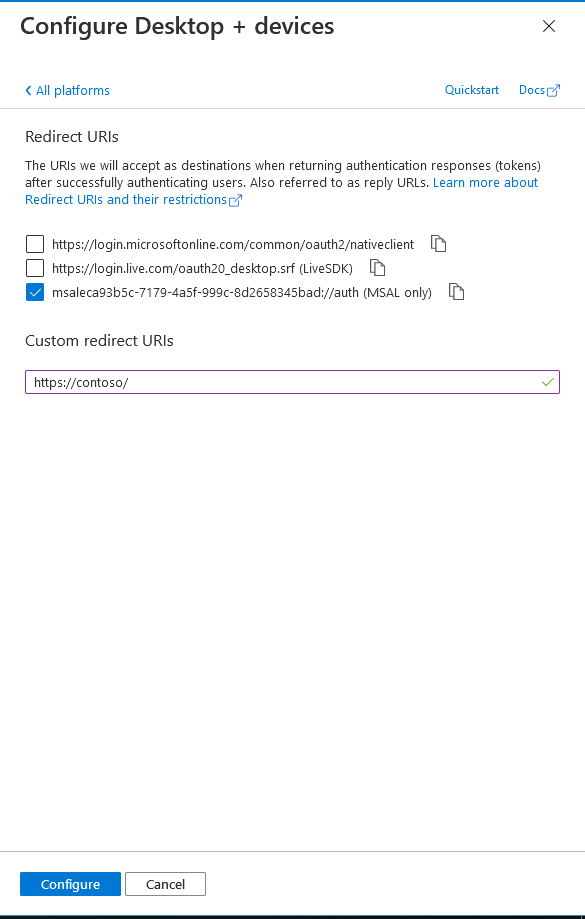 Configure Desktop + devices
All platforms
Quickstart
Docs
Redirect URIs
The URIs we will accept as destinations when returning authentication responses (tokens)
after successfully authenticating users. Also referred to as reply URLs. Learn more about
Redirect URIs and their restrictions
https://login.microsoftonline.com/common/oauth2/nativeclient
https://login.live.com/oauth20_desktop.srf (LiveSDK)
msaleca93b5c-7179-4a5f-999c-8d2658345bad://auth (MSAL only)
Custom redirect URIs
https://contoso/
Configure
Cancel